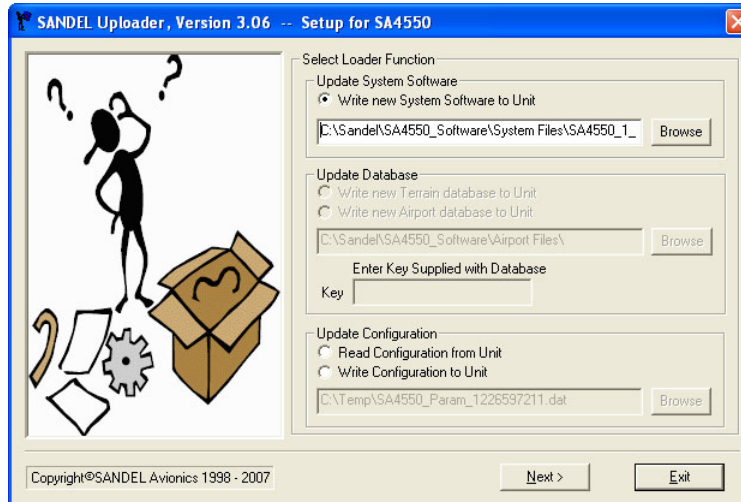 SANDEL Uploader, Version 3.06 -- Setup for SA4550
Select Loader Function
Update System Software
Write new System Software to Unit
C:\Sandel\SA4550_Software\System Files\SA4550_1_
Browse
Update Database
Write new Terrain database to Unit
Write new Airport database to Unit
C:\Sandel\SA4550_Software\Airport Files\
Browse
Enter Key Supplied with Database
Key
Update Configuration
Read Configuration from Unit
Write Configuration to Unit
C:\Temp\SA4550_Param_1226597211.dat
Browse
Copyright©SANDEL Avionics 1998 - 2007
Next >
Exit